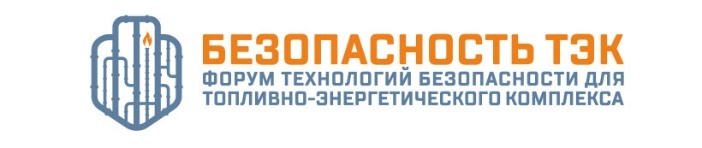 БЕЗОПАСНОСТЬ ТЭК
ФОРУМ ТЕХНОЛОГИЙ БЕЗОПАСНОСТИ ДЛЯ
ТОПЛИВНО-ЭНЕРГЕТИЧЕСКОГО КОМПЛЕКСА